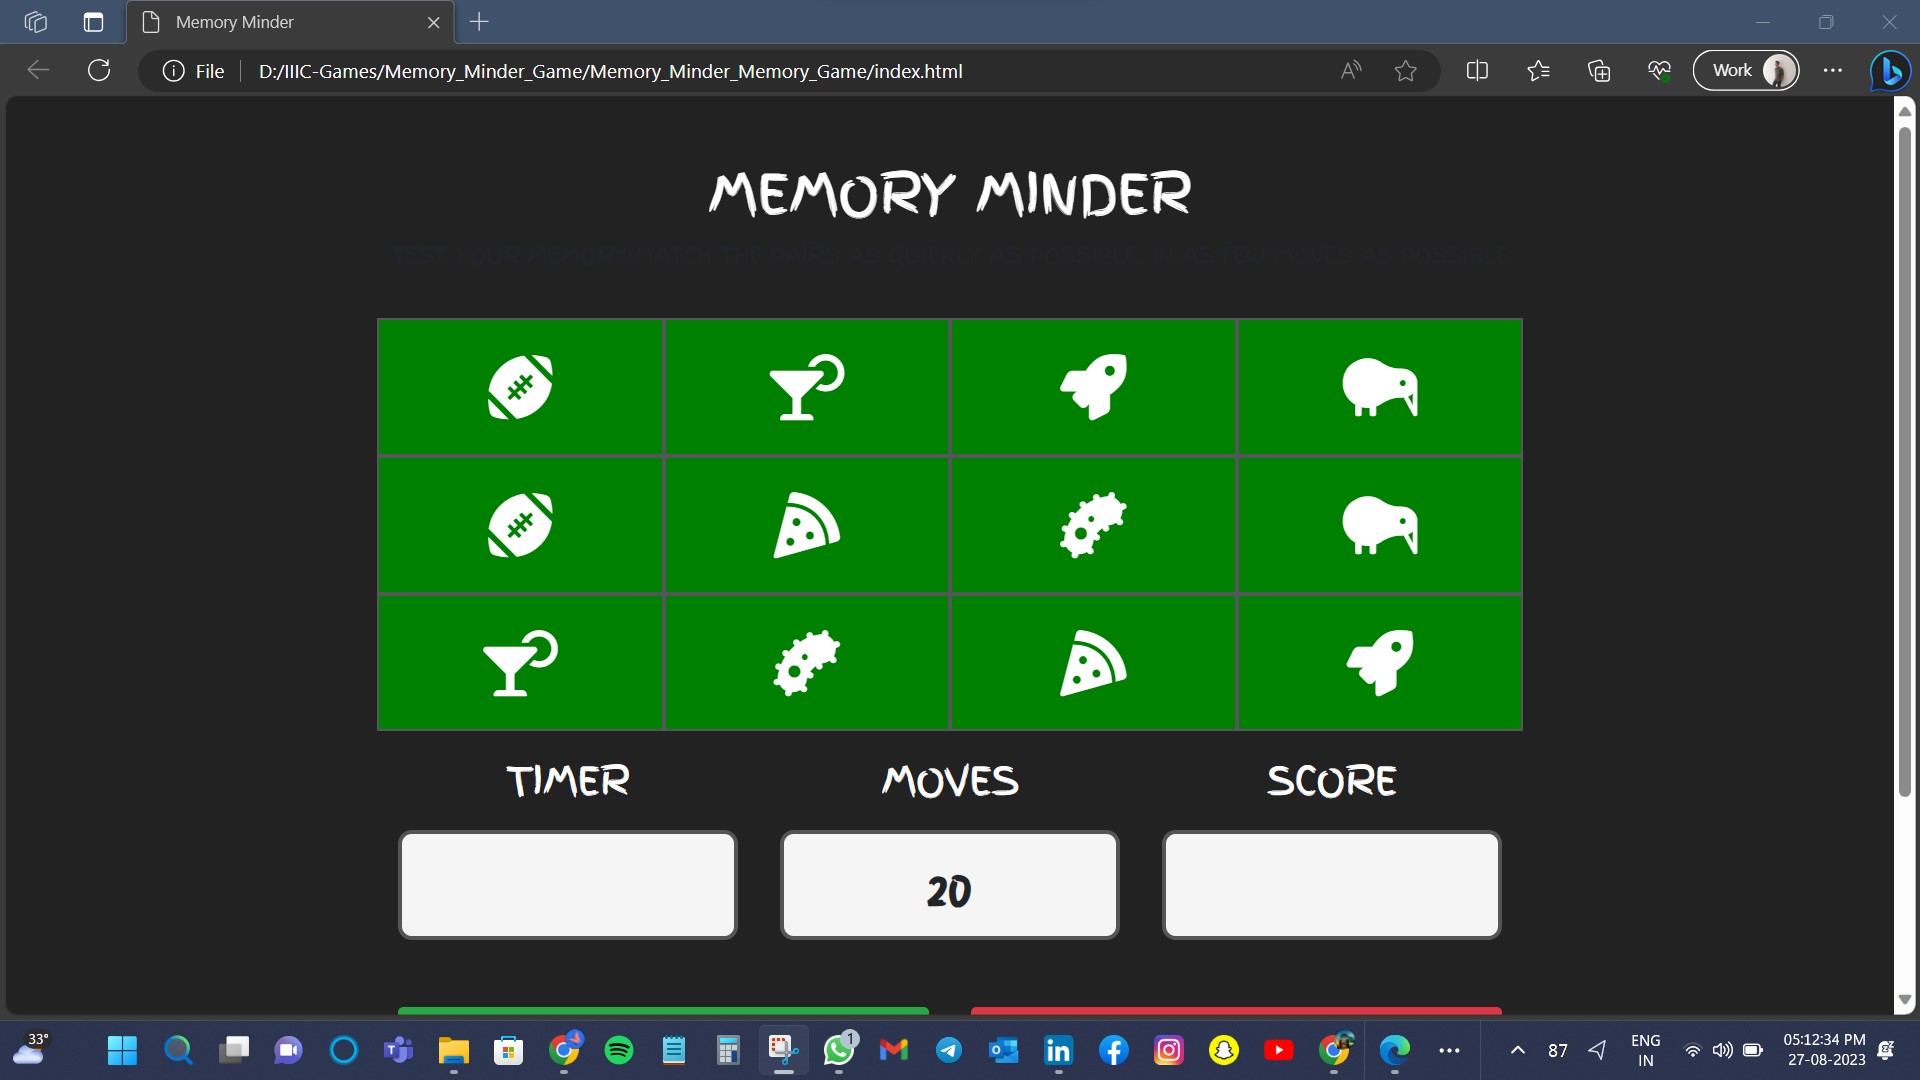 Memory Minder
File
D:/IIIC-Games/Memory_Minder_Game/Memory_Minder_Memory_Game/index.html
Work
MEMORY MINDER
TEST YOUR MEMORY! MATCH THE PAIRS AS QUICKLY AS POSSIBLE, IN AS FEW MOVES AS POSSIBLE
TIMER MOVES SCORE
20
33°
1
87
ENG
IN
05:12:34 PM
27-08-2023